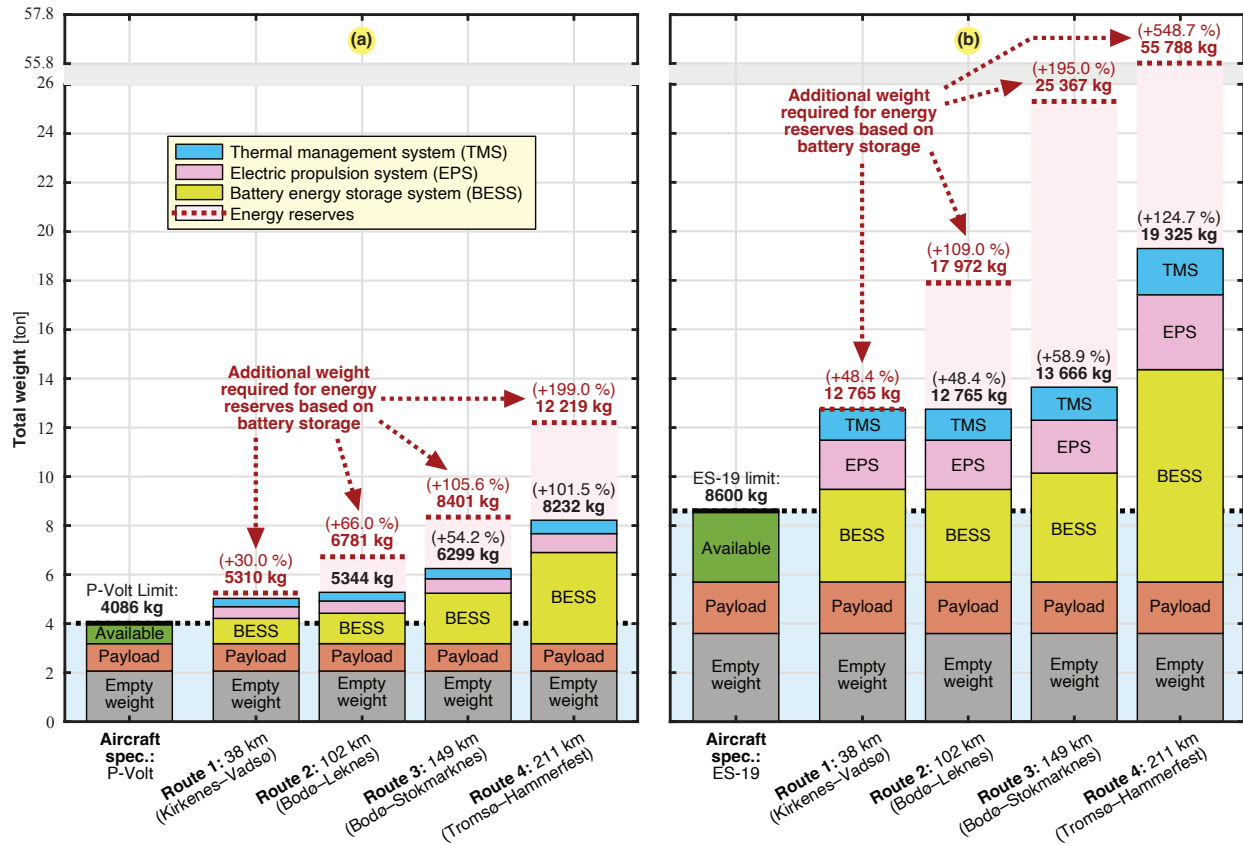 57.8
55.8
26
24
22
20
18
16
14
12
10
8
6
4
2
0
Total weight [ton]
(a)
Thermal management system (TMS)
Electric propulsion system (EPS)
Battery energy storage system (BESS)
Energy reserves
Additional weight
required for energy
reserves based on
battery storage
P-Volt Limit:
4086 kg
Available
Payload
Empty
weight
(+30.0 %)
5310 kg
BESS
Payload
Empty
weight
(+66.0 %)
6781 kg
5344 kg
BESS
Payload
Empty
weight
(+105.6 %)
8401 kg
(+54.2 %)
6299 kg
BESS
Payload
Empty
weight
(+199.0 %)
12 219 kg
(+101.5 %)
8232 kg
BESS
Payload
Empty
weight
Aircraft
spec.:
P-Volt
Route 1: 38 km
(Kirkenes–Vadsø)
Route 2: 102 km
(Bodø–Leknes)
Route 3: 149 km
(Bodø–Stokmarknes)
Route 4: 211 km
(Tromsø–Hammerfest)
(b)
Additional weight
required for energy
reserves based on
battery storage
ES-19 limit:
8600 kg
Available
Payload
Empty
weight
(+48.4 %)
12 765 kg
TMS
EPS
BESS
Payload
Empty
weight
(+109.0 %)
17 972 kg
(+48.4 %)
12 765 kg
TMS
EPS
BESS
Payload
Empty
weight
(+195.0 %)
25 367 kg
(+58.9 %)
13 666 kg
TMS
EPS
BESS
Payload
Empty
weight
(+548.7 %)
55 788 kg
(+124.7 %)
19 325 kg
TMS
EPS
BESS
Payload
Empty
weight
Aircraft
spec.:
ES-19
Route 1: 38 km
(Kirkenes–Vadsø)
Route 2: 102 km
(Bodø–Leknes)
Route 3: 149 km
(Bodø–Stokmarknes)
Route 4: 211 km
(Tromsø–Hammerfest)